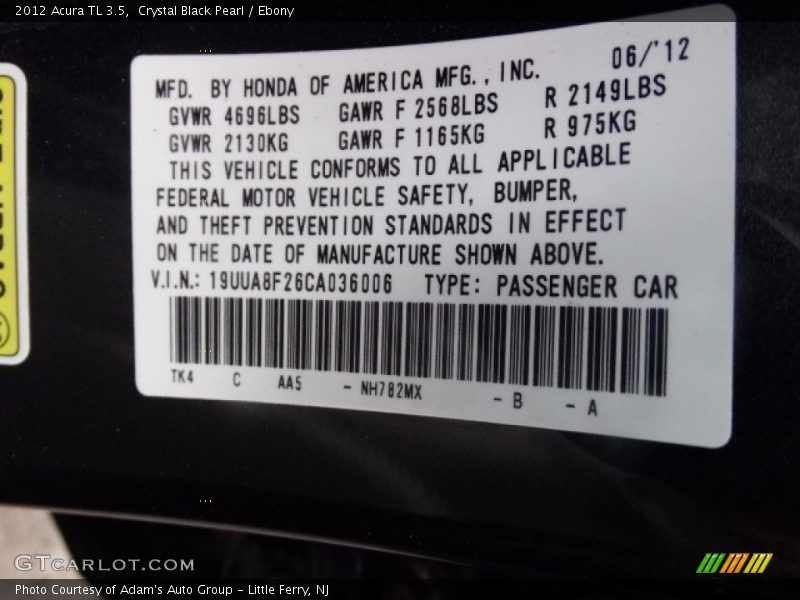 2012 Acura TL 3.5,  Crystal Black Pearl / Ebony
06/'12
MFD. BY HONDA OF AMERICA MFG., INC.
GVWR 4696LBS GAWR F 2568LBS R 2149LBS
GVWR 2130KG GAWR F 1165KG R 975KG
THIS VEHICLE CONFORMS TO ALL APPLICABLE
FEDERAL MOTOR VEHICLE SAFETY, BUMPER,
AND THEFT PREVENTION STANDARDS IN EFFECT
ON THE DATE OF MANUFACTURE SHOWN ABOVE.
V.I.N.: 19UUA8F26CA036006 TYPE: PASSENGER CAR
TK4 C AA5 - NH782MX - B - A
GTCARLOT.COM
Photo Courtesy of Adam's Auto Group - Little Ferry, NJ